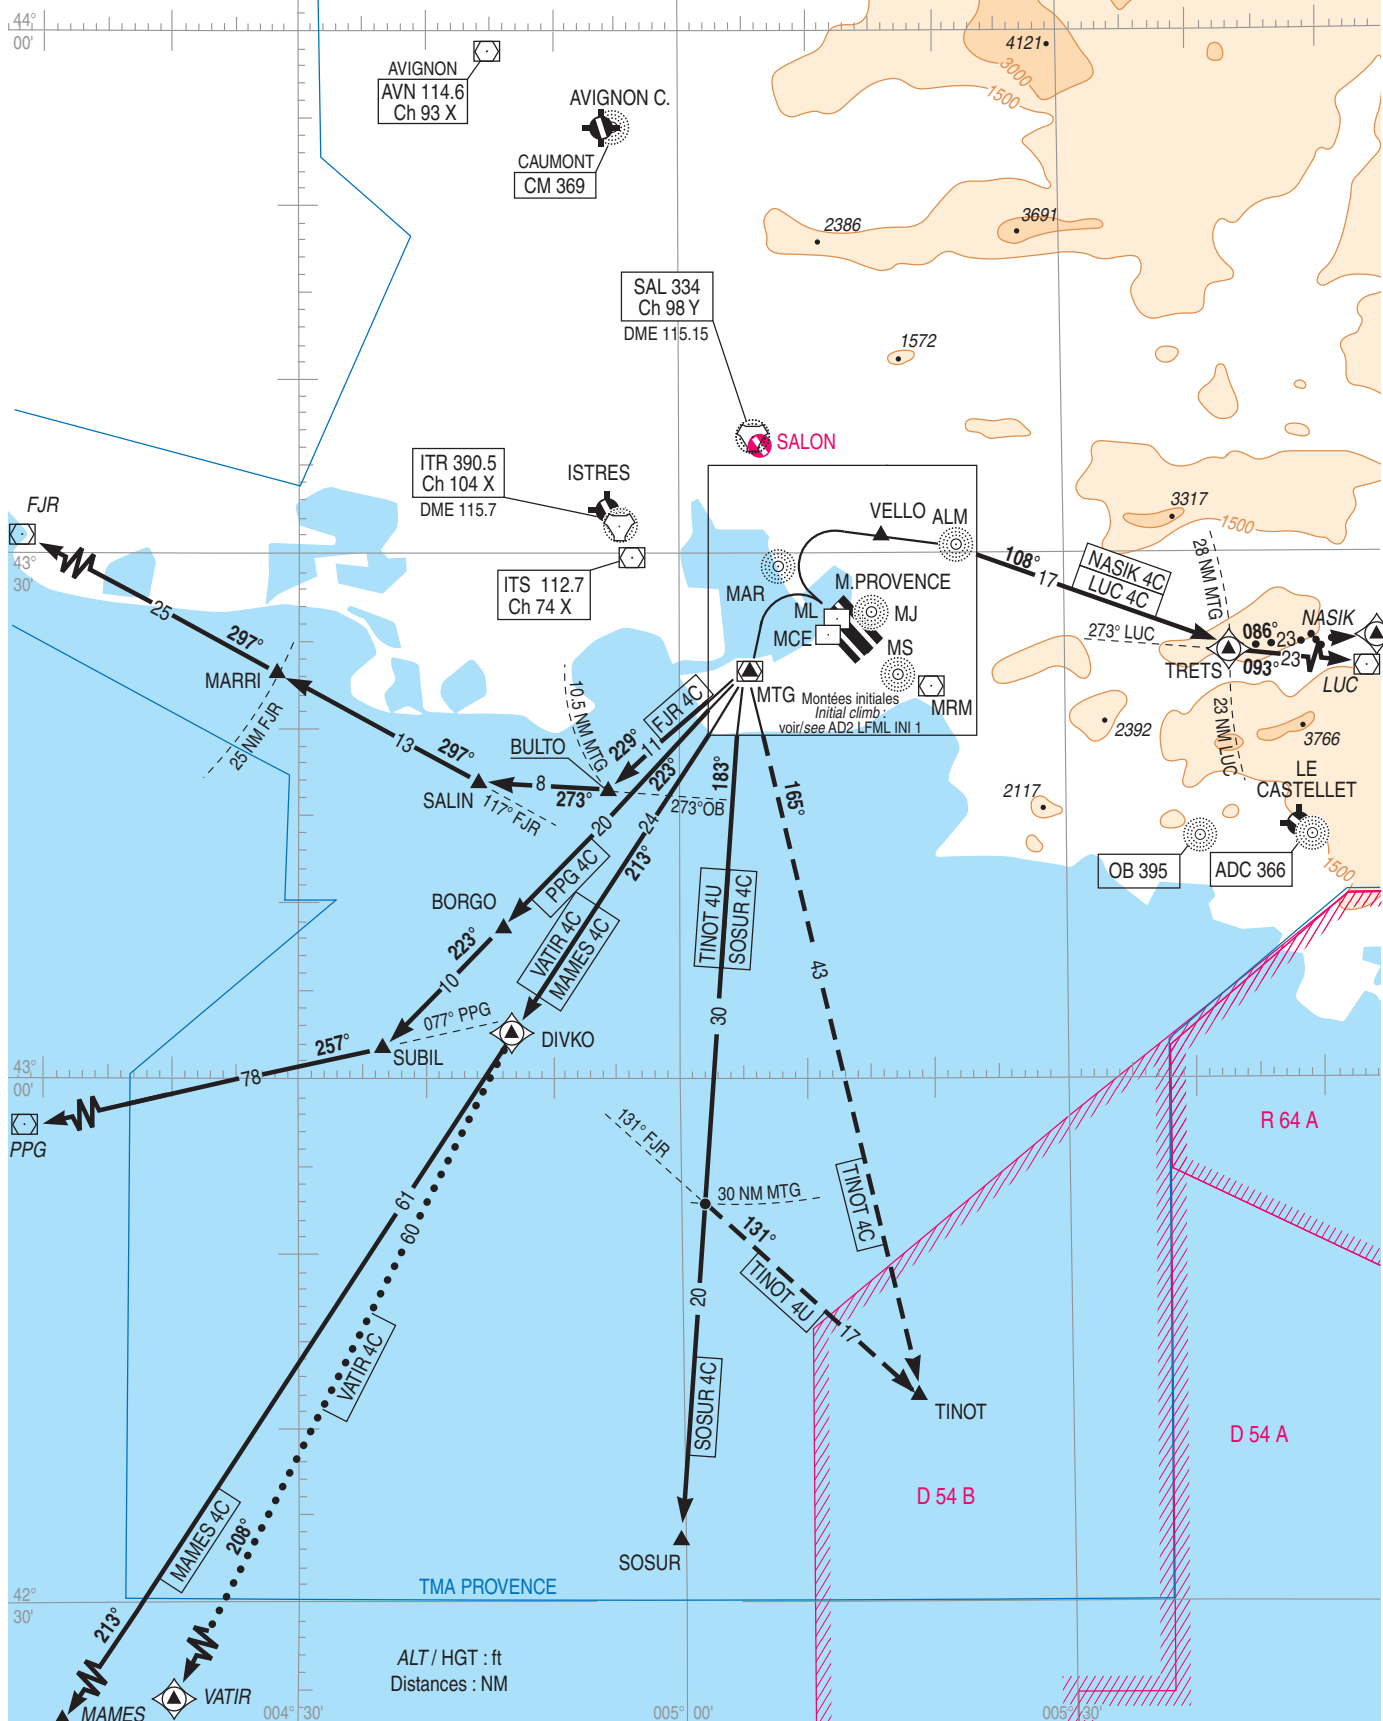 44°
00'
AVIGNON
AVN 114.6
Ch 93 X
AVIGNON C.
CAUMONT
CM 369
4121
3000
1500
2386
3691
SAL 334
Ch 98 Y
DME 115.15
1572
SALON
ITR 390.5
Ch 104 X
DME 115.7
ISTRES
ITS 112.7
Ch 74 X
FJR
43°
30'
VELLO
ALM
MAR
M.PROVENCE
ML
MJ
MCE
MS
MTG
MRM
Montées initiales
Initial climb :
voir/see AD2 LFML INI 1
108°
17
NASIK 4C
LUC 4C
3317
1500
28 NM MTG
273° LUC
NASIK
086°
23
093°
23
TRETS
LUC
23 NM LUC
2392
3766
2117
LE
CASTELLET
OB 395
ADC 366
1500
25
297°
MARRI
25 NM FJR
13
297°
SALIN
117° FJR
8
273°
BULTO
10.5 NM MTG
229°
11
FJR 4C
223°
20
273°OB
24
213°
183°
165°
PPG 4C
BORGO
223°
10
VATIR 4C
MAMES 4C
TINOT 4U
SOSUR 4C
43
30
077° PPG
DIVKO
SUBIL
257°
78
43°
00'
PPG
61
60
131° FJR
30 NM MTG
131°
TINOT 4U
17
TINOT 4C
20
SOSUR 4C
VATIR 4C
TINOT
R 64 A
D 54 A
D 54 B
MAMES 4C
208°
213°
SOSUR
TMA PROVENCE
42°
30'
ALT / HGT : ft
Distances : NM
VATIR
MAMES
004° 30'
005° 00'
005° 30'